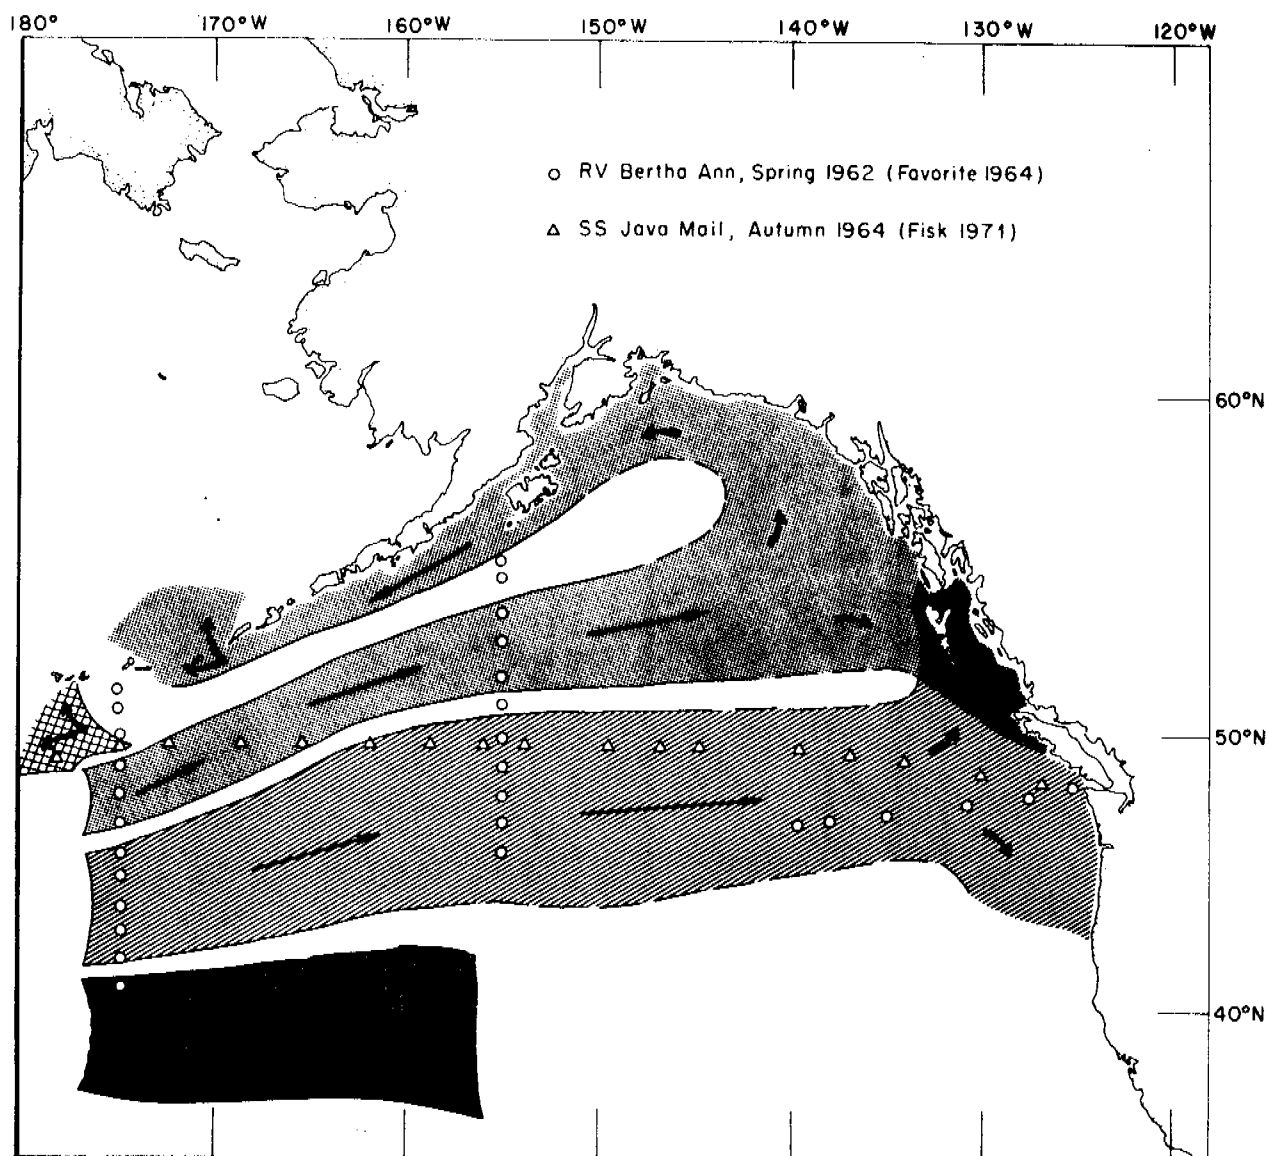 180° 170°W 160°W 150°W 140°W 130°W 120°W
○ RV Bertha Ann, Spring 1962 (Favorite 1964)
△ SS Java Mail, Autumn 1964 (Fisk 1971)
60°N
50°N
40°N